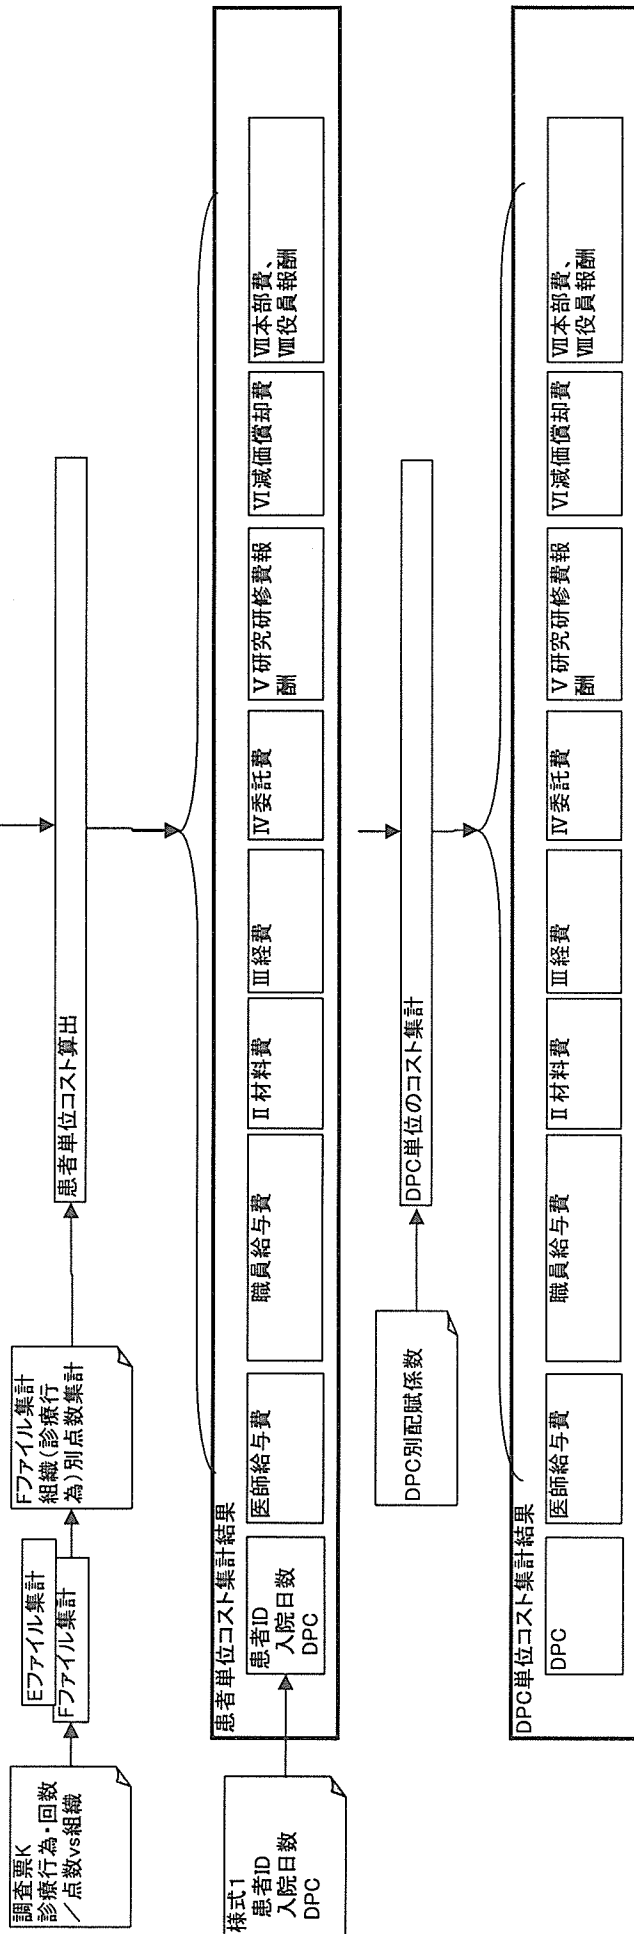 調査票K
診療行為・回数
／点数vs組織
Eファイル集計
Fファイル集計
Fファイル集計
組織(診療行
為)別点数集計
患者単位コスト算出
様式1
患者ID
入院日数
DPC
患者単位コスト集計結果
患者ID
入院日数
DPC
医師給与費
職員給与費
Ⅱ材料費
Ⅲ経費
Ⅳ委託費
Ⅴ研究研修費報
酬
Ⅵ減価償却費
Ⅶ本部費、
Ⅷ役員報酬
DPC別配賦係数
DPC単位のコスト集計
DPC単位コスト集計結果
DPC
医師給与費
職員給与費
Ⅱ材料費
Ⅲ経費
Ⅳ委託費
Ⅴ研究研修費報
酬
Ⅵ減価償却費
Ⅶ本部費、
Ⅷ役員報酬